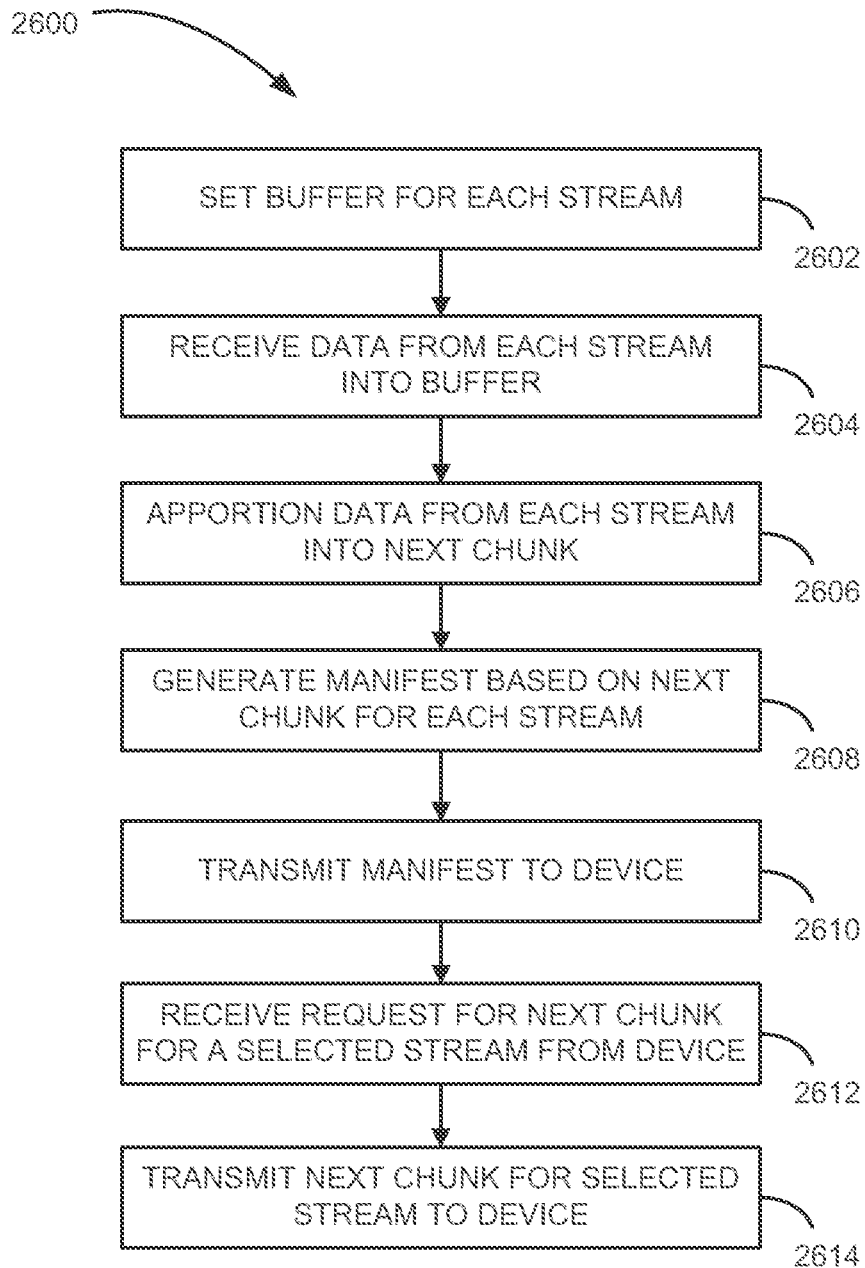 2600
SET BUFFER FOR EACH STREAM
2602
RECEIVE DATA FROM EACH STREAM
INTO BUFFER
2604
APPORTION DATA FROM EACH STREAM
INTO NEXT CHUNK
2606
GENERATE MANIFEST BASED ON NEXT
CHUNK FOR EACH STREAM
2608
TRANSMIT MANIFEST TO DEVICE
2610
RECEIVE REQUEST FOR NEXT CHUNK
FOR A SELECTED STREAM FROM DEVICE
2612
TRANSMIT NEXT CHUNK FOR SELECTED
STREAM TO DEVICE
2614